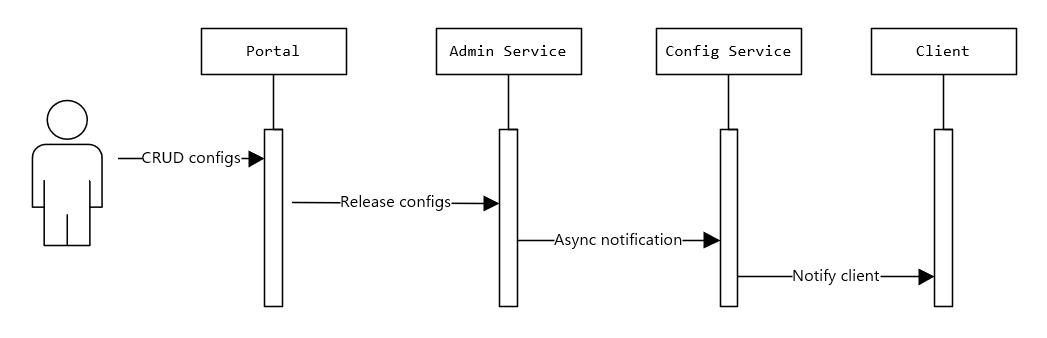 Portal
Admin Service
Config Service
Client
CRUD configs
Release configs
Async notification
Notify client